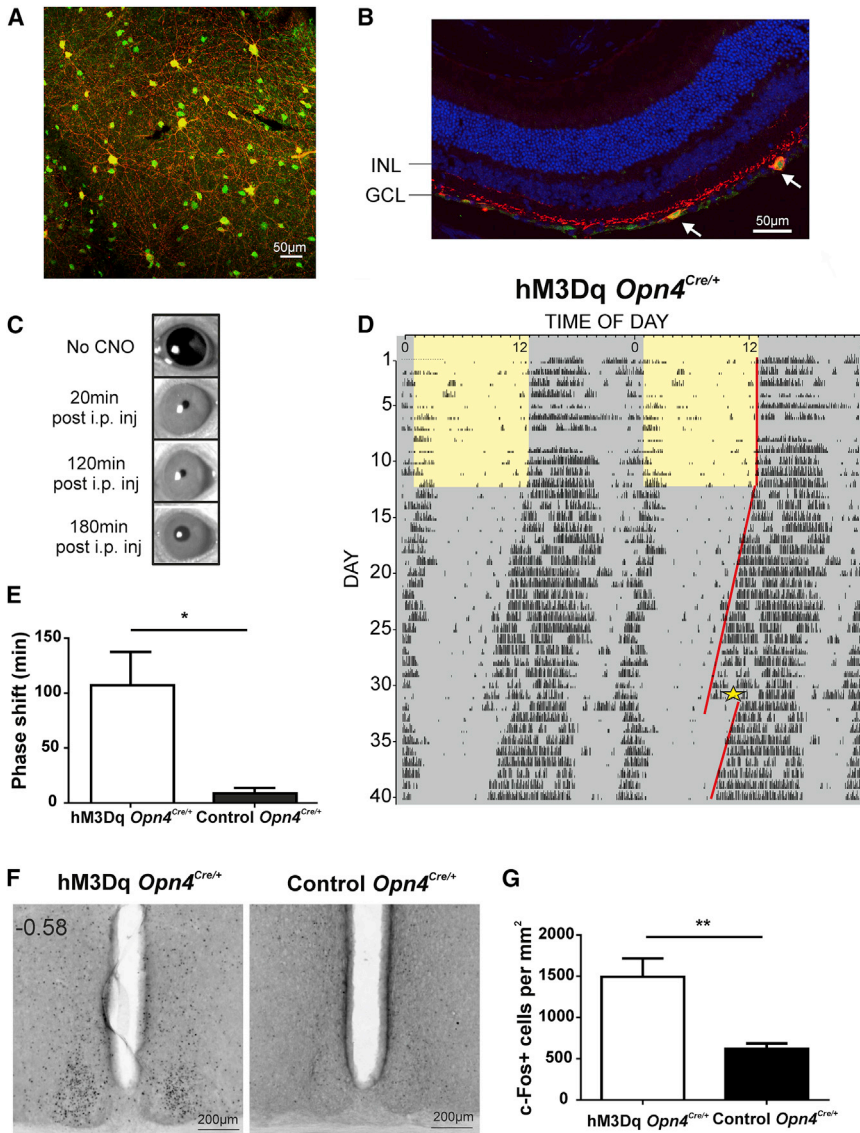 A
50µm
B
INL
GCL
50µm
C
No CNO
20min
post i.p. inj
120min
post i.p. inj
180min
post i.p. inj
hM3Dq Opn4Cre/+
D
TIME OF DAY
0 12 0 12
1
5
10
15
20
25
30
35
40
DAY
E
*
Phase shift (min)
150
100
50
0
hM3Dq Opn4Cre/+ Control Opn4Cre/+
F
hM3Dq Opn4Cre/+ Control Opn4Cre/+
-0.58
200µm
200µm
G
**
c-Fos+ cells per mm2
2000
1500
1000
500
0
hM3Dq Opn4Cre/+ Control Opn4Cre/+